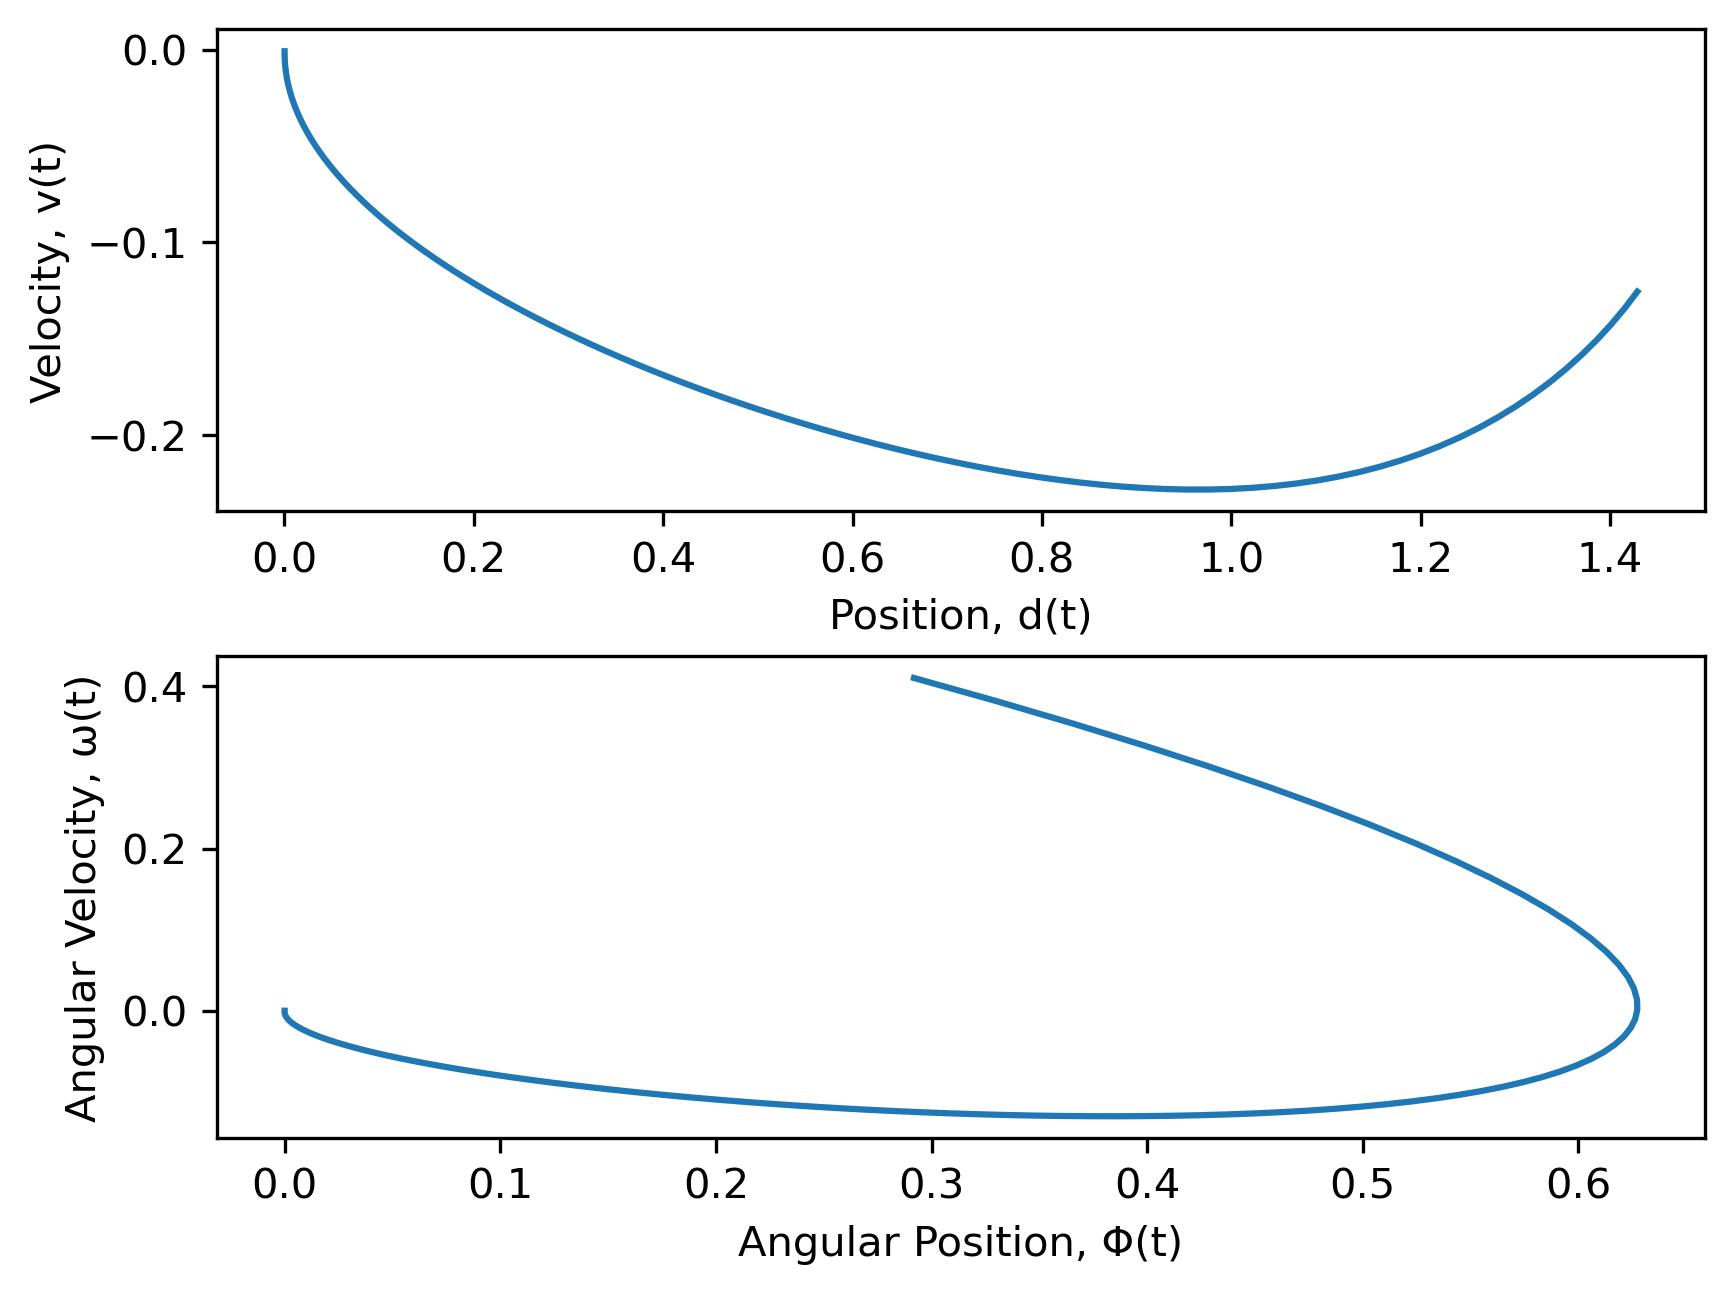 0.0
−0.1
−0.2
Velocity, v(t)
0.0 0.2 0.4 0.6 0.8 1.0 1.2 1.4
Position, d(t)
0.4
0.2
0.0
Angular Velocity, ω(t)
0.0 0.1 0.2 0.3 0.4 0.5 0.6
Angular Position, Φ(t)